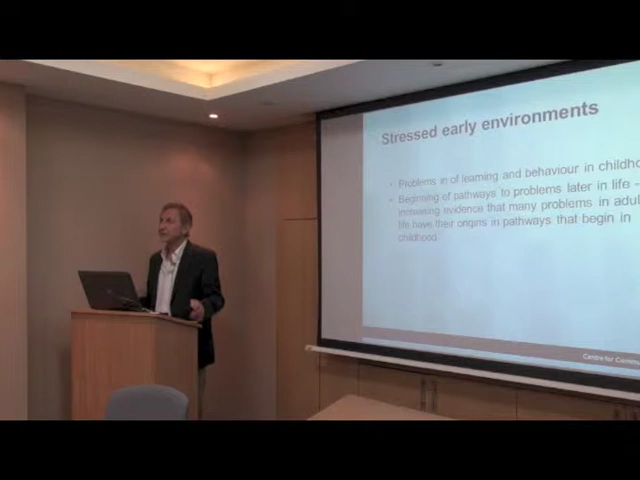 Stressed early environments
• Problems in of learning and behaviour in childho
• Beginning of pathways to problems later in life -
increasing evidence that many problems in adul
life have their origins in pathways that begin in
childhood
Centre for Commu